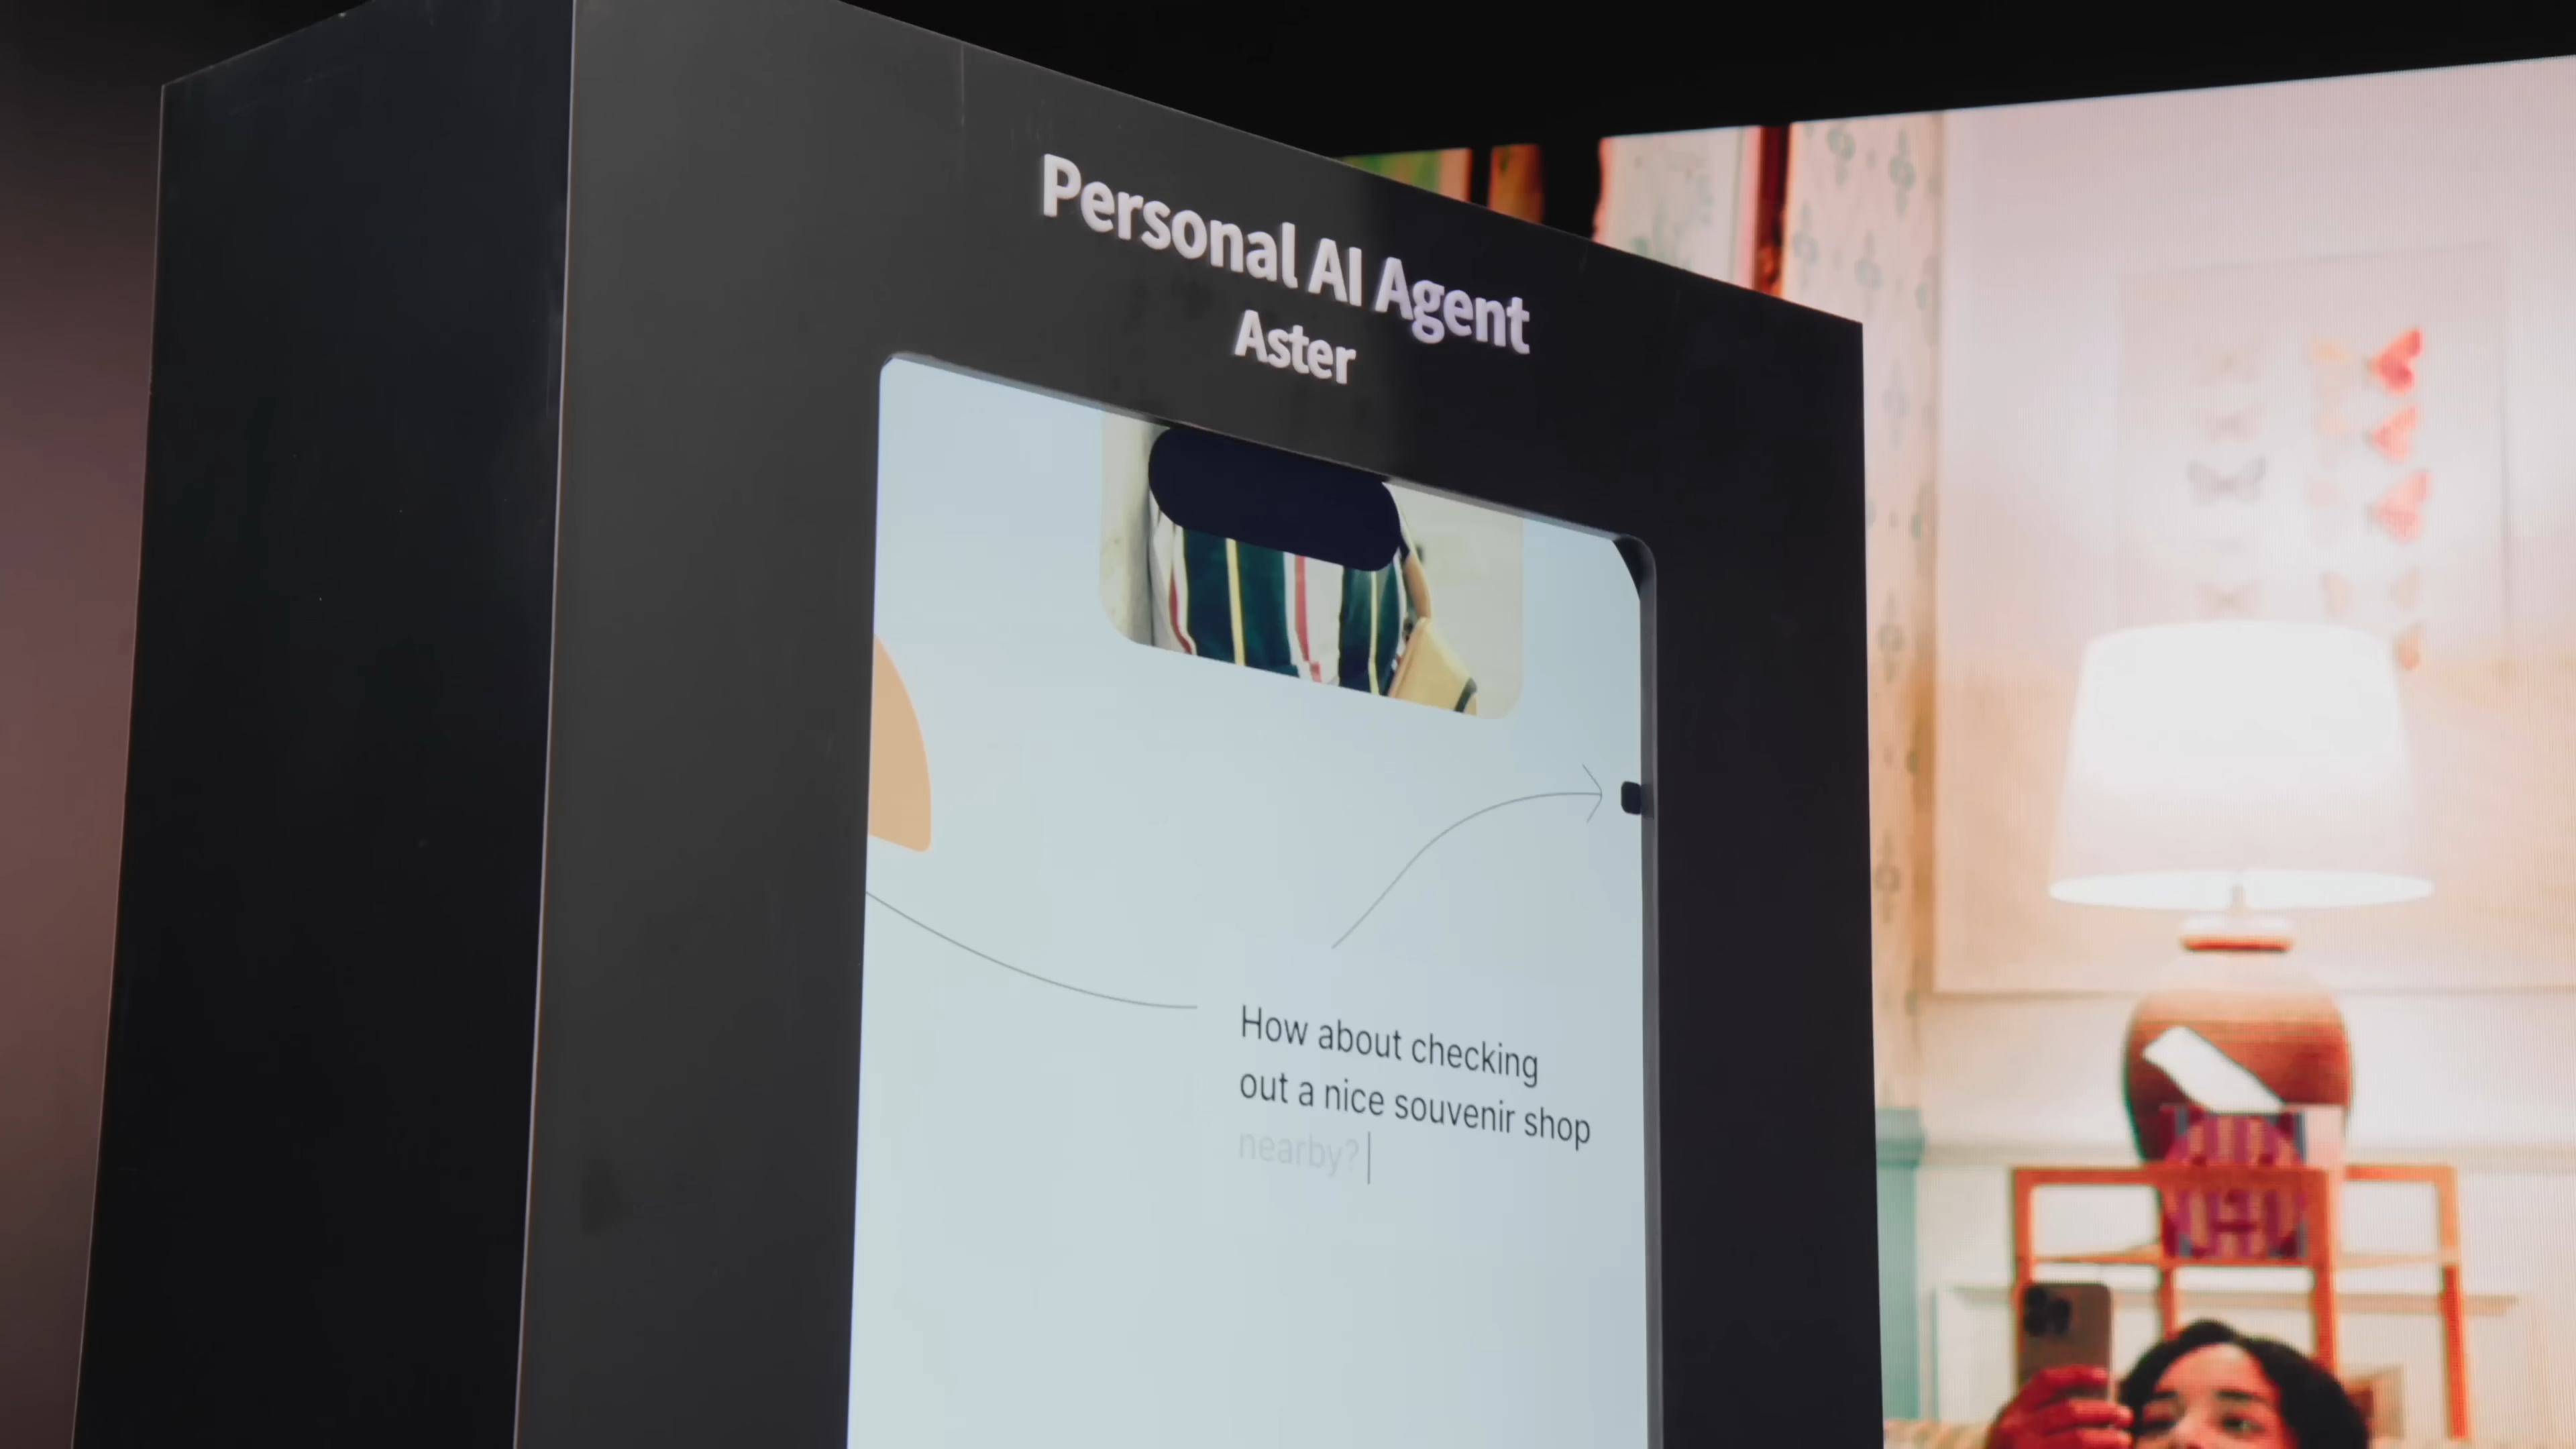 Personal AI Agent
Aster
How about checking
out a nice souvenir shop
nearby?